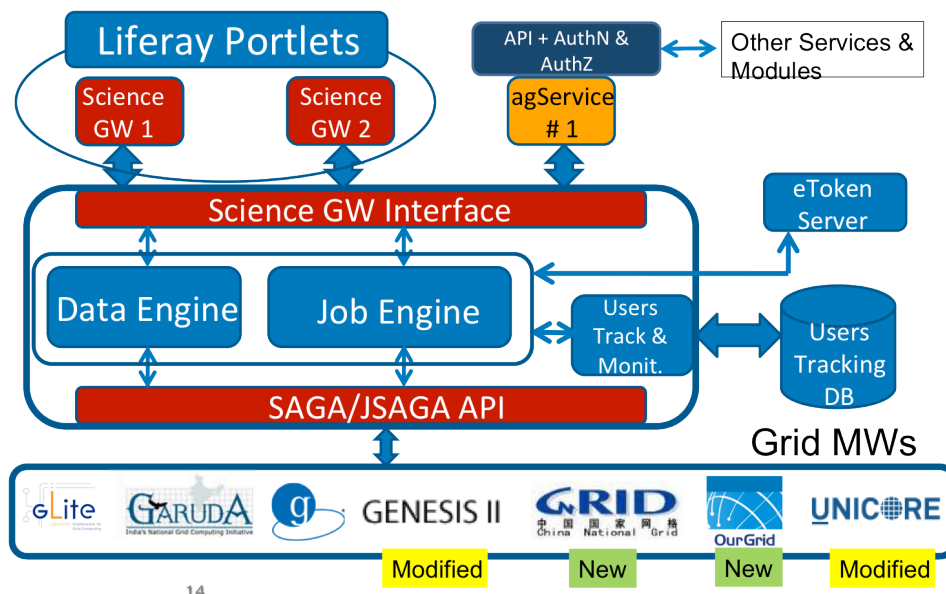 Liferay Portlets
API + AuthN &
AuthZ
Other Services &
Modules
Science
GW 1
Science
GW 2
agService
# 1
Science GW Interface
eToken
Server
Data Engine
Job Engine
Users
Track &
Monit.
Users
Tracking
DB
SAGA/JSAGA API
Grid MWs
gLite
GARUDA
India's National Grid Computing Initiative
g
GENESIS II
GRID
中国国家网格
China National Grid
OurGrid
UNICORE
Modified
New
New
Modified
14